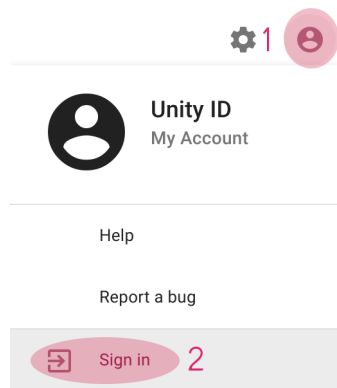 1
Unity ID
My Account
Help
Report a bug
Sign in 2